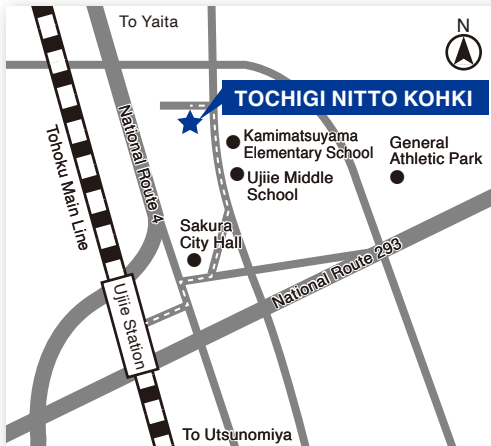 To Yaita
N
TOCHIGI NITTO KOHKI
National Route 4
Tohoku Main Line
Kamimatsuyama
Elementary School
General
Athletic Park
Ujiie Middle
School
Sakura
City Hall
National Route 293
Ujiie Station
To Utsunomiya